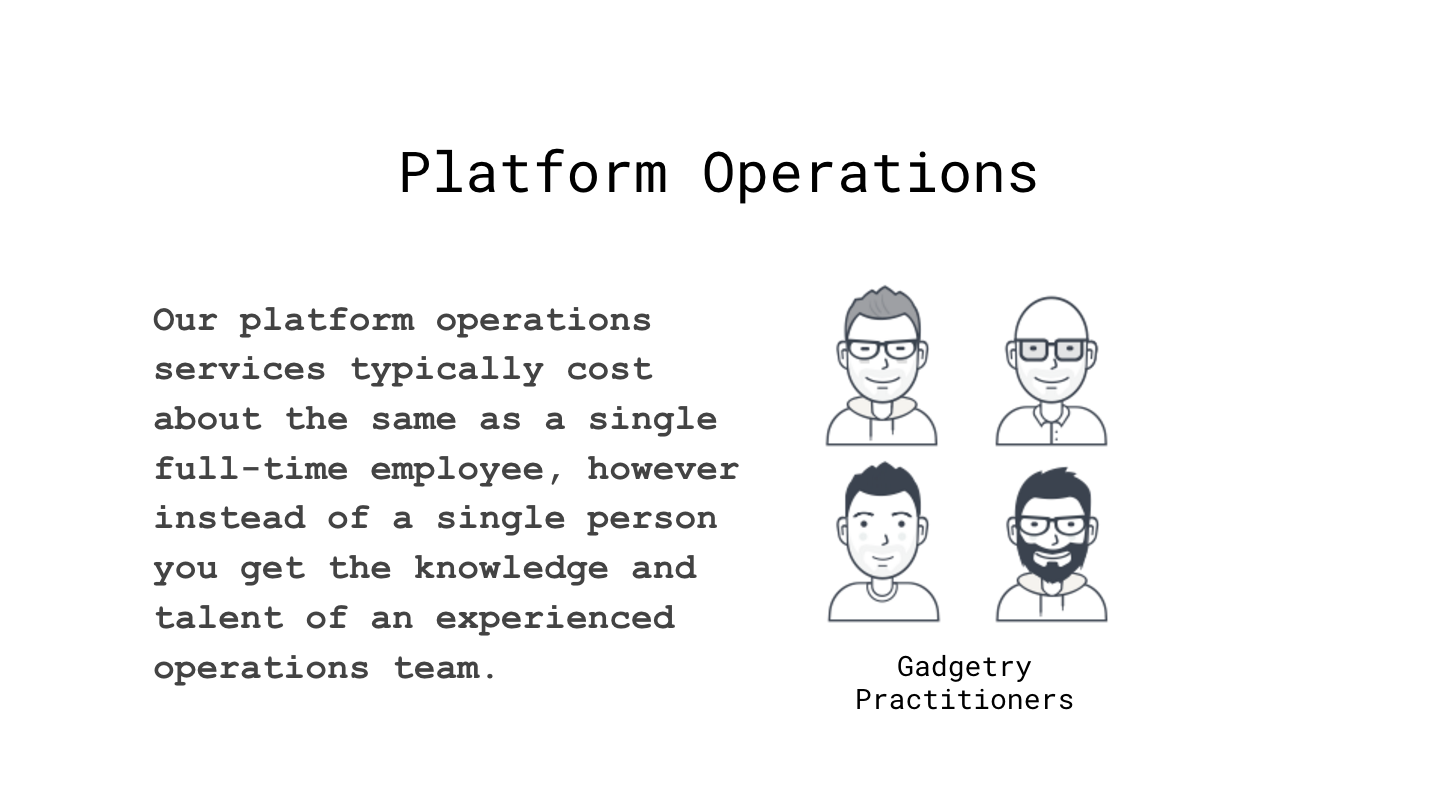 Platform Operations
Our platform operations
services typically cost
about the same as a single
full-time employee, however
instead of a single person
you get the knowledge and
talent of an experienced
operations team.
Gadgetry
Practitioners